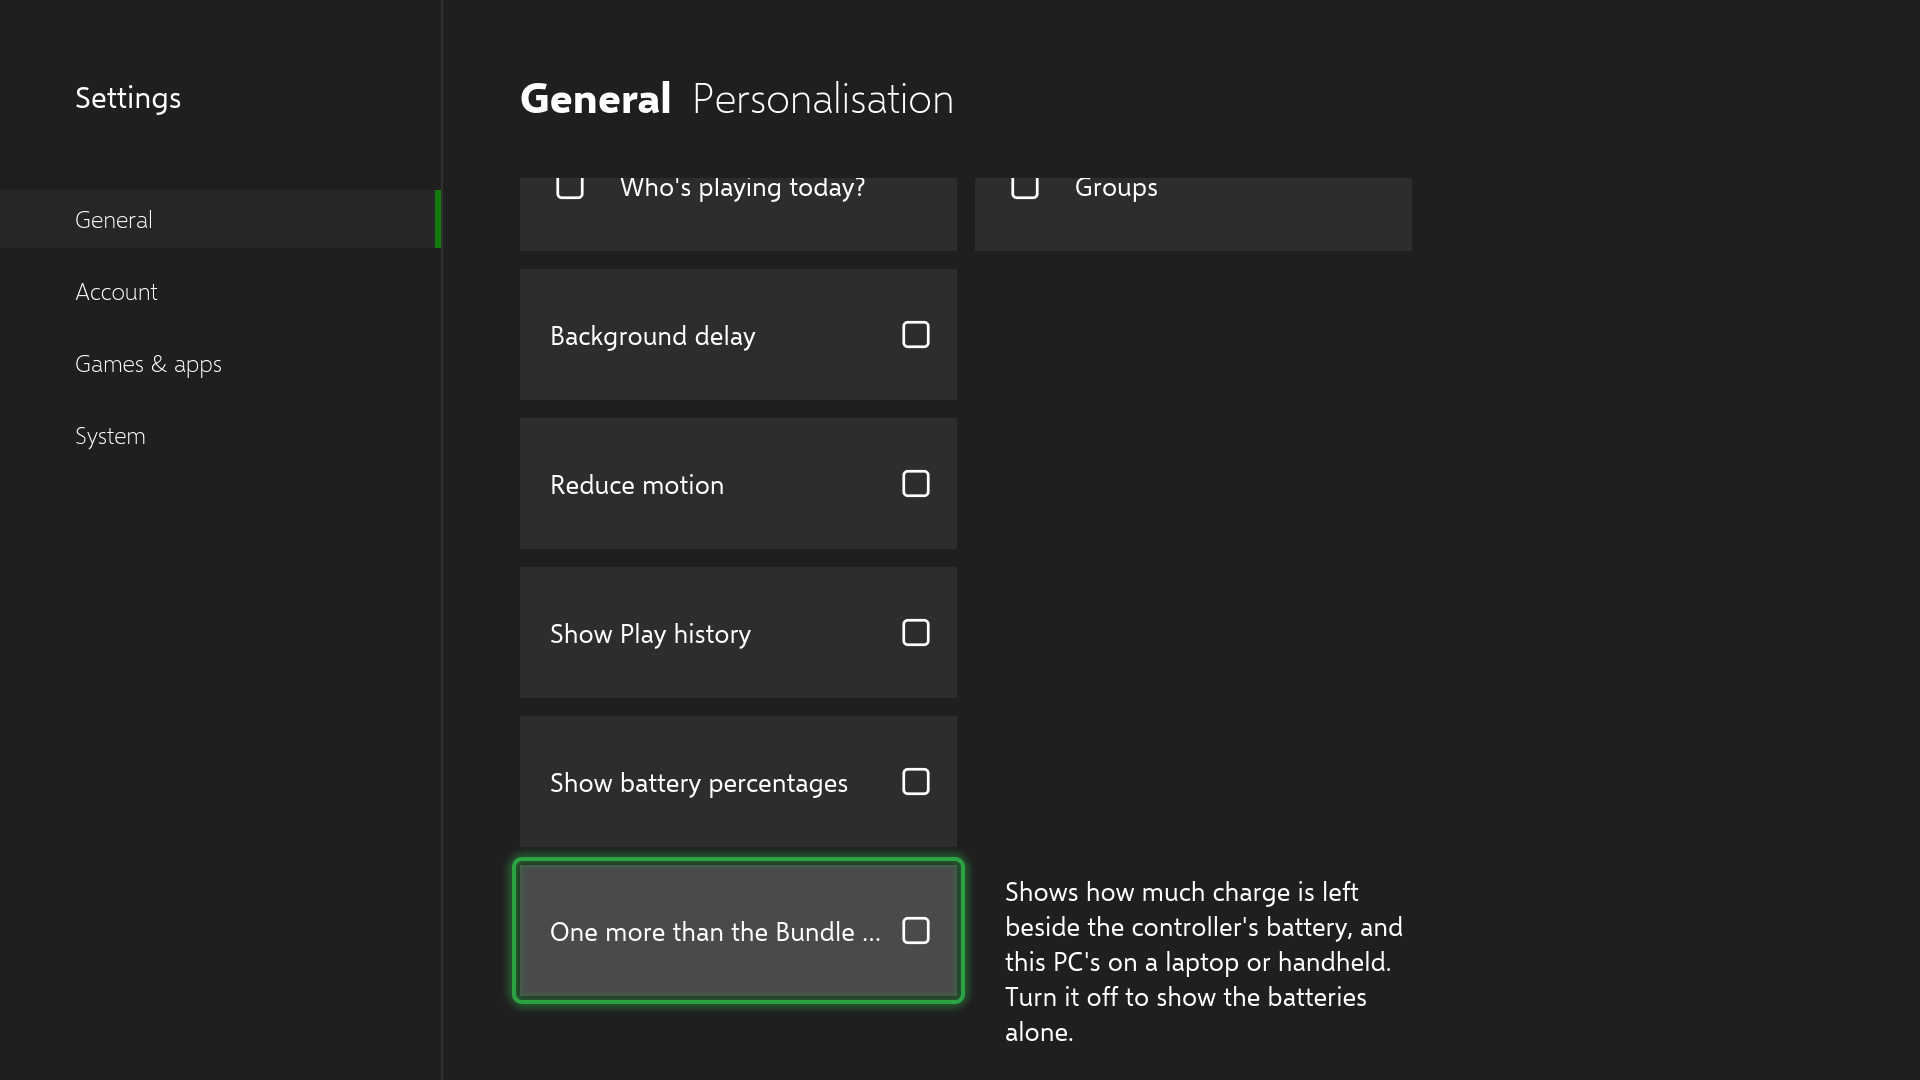 Settings
General Personalisation
General
Account
Games & apps
System
Who's playing today?
Groups
Background delay
Reduce motion
Show Play history
Show battery percentages
One more than the Bundle ...
Shows how much charge is left
beside the controller's battery, and
this PC's on a laptop or handheld.
Turn it off to show the batteries
alone.